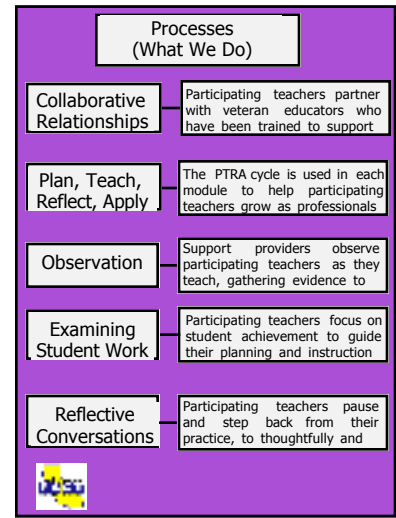 Processes
(What We Do)
Collaborative
Relationships
Participating teachers partner
with veteran educators who
have been trained to support
Plan, Teach,
Reflect, Apply
The PTRA cycle is used in each
module to help participating
teachers grow as professionals
Observation
Support providers observe
participating teachers as they
teach, gathering evidence to
Examining
Student Work
Participating teachers focus on
student achievement to guide
their planning and instruction
Reflective
Conversations
Participating teachers pause
and step back from their
practice, to thoughtfully and